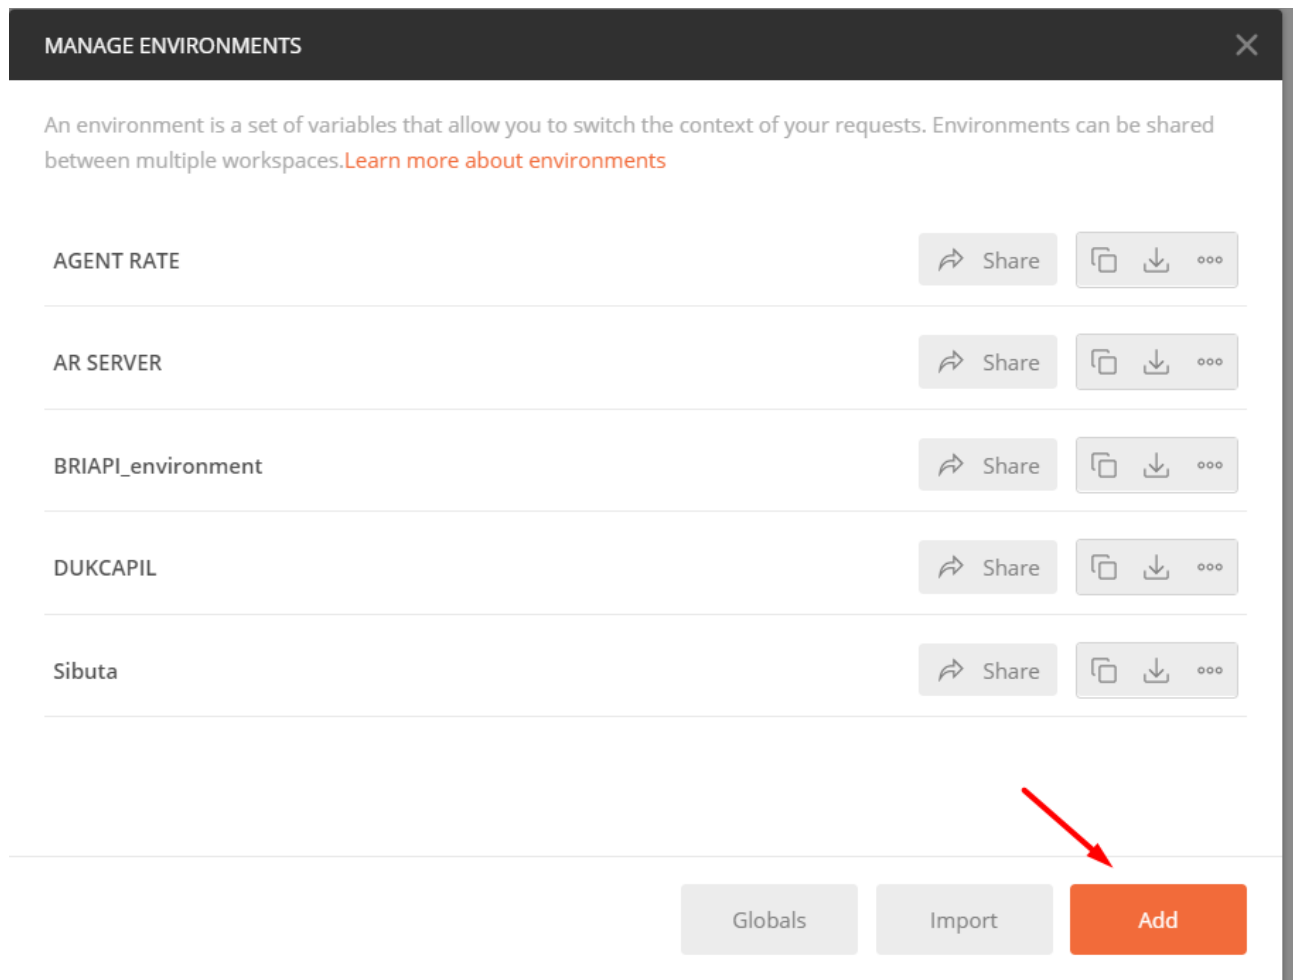 MANAGE ENVIRONMENTS
An environment is a set of variables that allow you to switch the context of your requests. Environments can be shared
between multiple workspaces.Learn more about environments
AGENT RATE Share
AR SERVER Share
BRIAPI_environment Share
DUKCAPIL Share
Sibuta Share
Globals Import Add